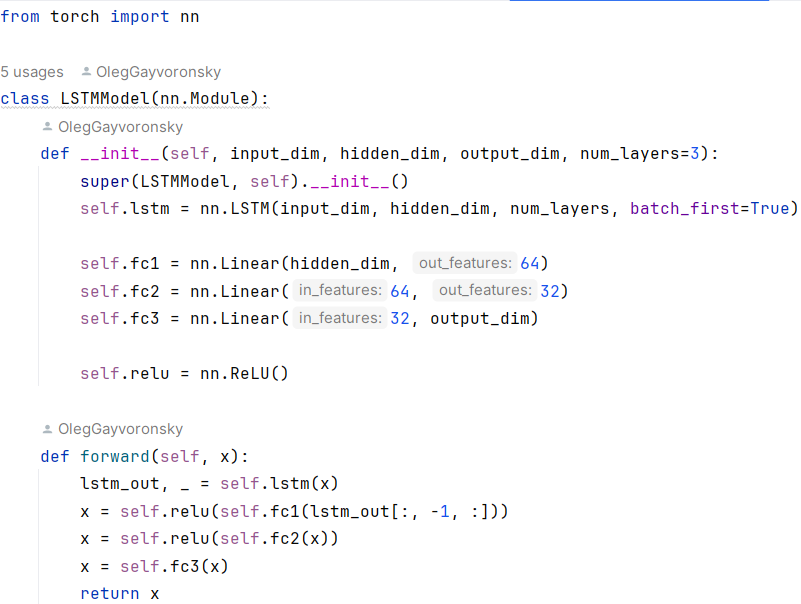 from torch import nn
5 usages OlegGayvoronsky
class LSTMModel(nn.Module):
OlegGayvoronsky
def __init__(self, input_dim, hidden_dim, output_dim, num_layers=3):
super(LSTMModel, self).__init__()
self.lstm = nn.LSTM(input_dim, hidden_dim, num_layers, batch_first=True)
self.fc1 = nn.Linear(hidden_dim, out_features: 64)
self.fc2 = nn.Linear( in_features: 64, out_features: 32)
self.fc3 = nn.Linear( in_features: 32, output_dim)
self.relu = nn.ReLU()
OlegGayvoronsky
def forward(self, x):
lstm_out, _ = self.lstm(x)
x = self.relu(self.fc1(lstm_out[:, -1, :]))
x = self.relu(self.fc2(x))
x = self.fc3(x)
return x